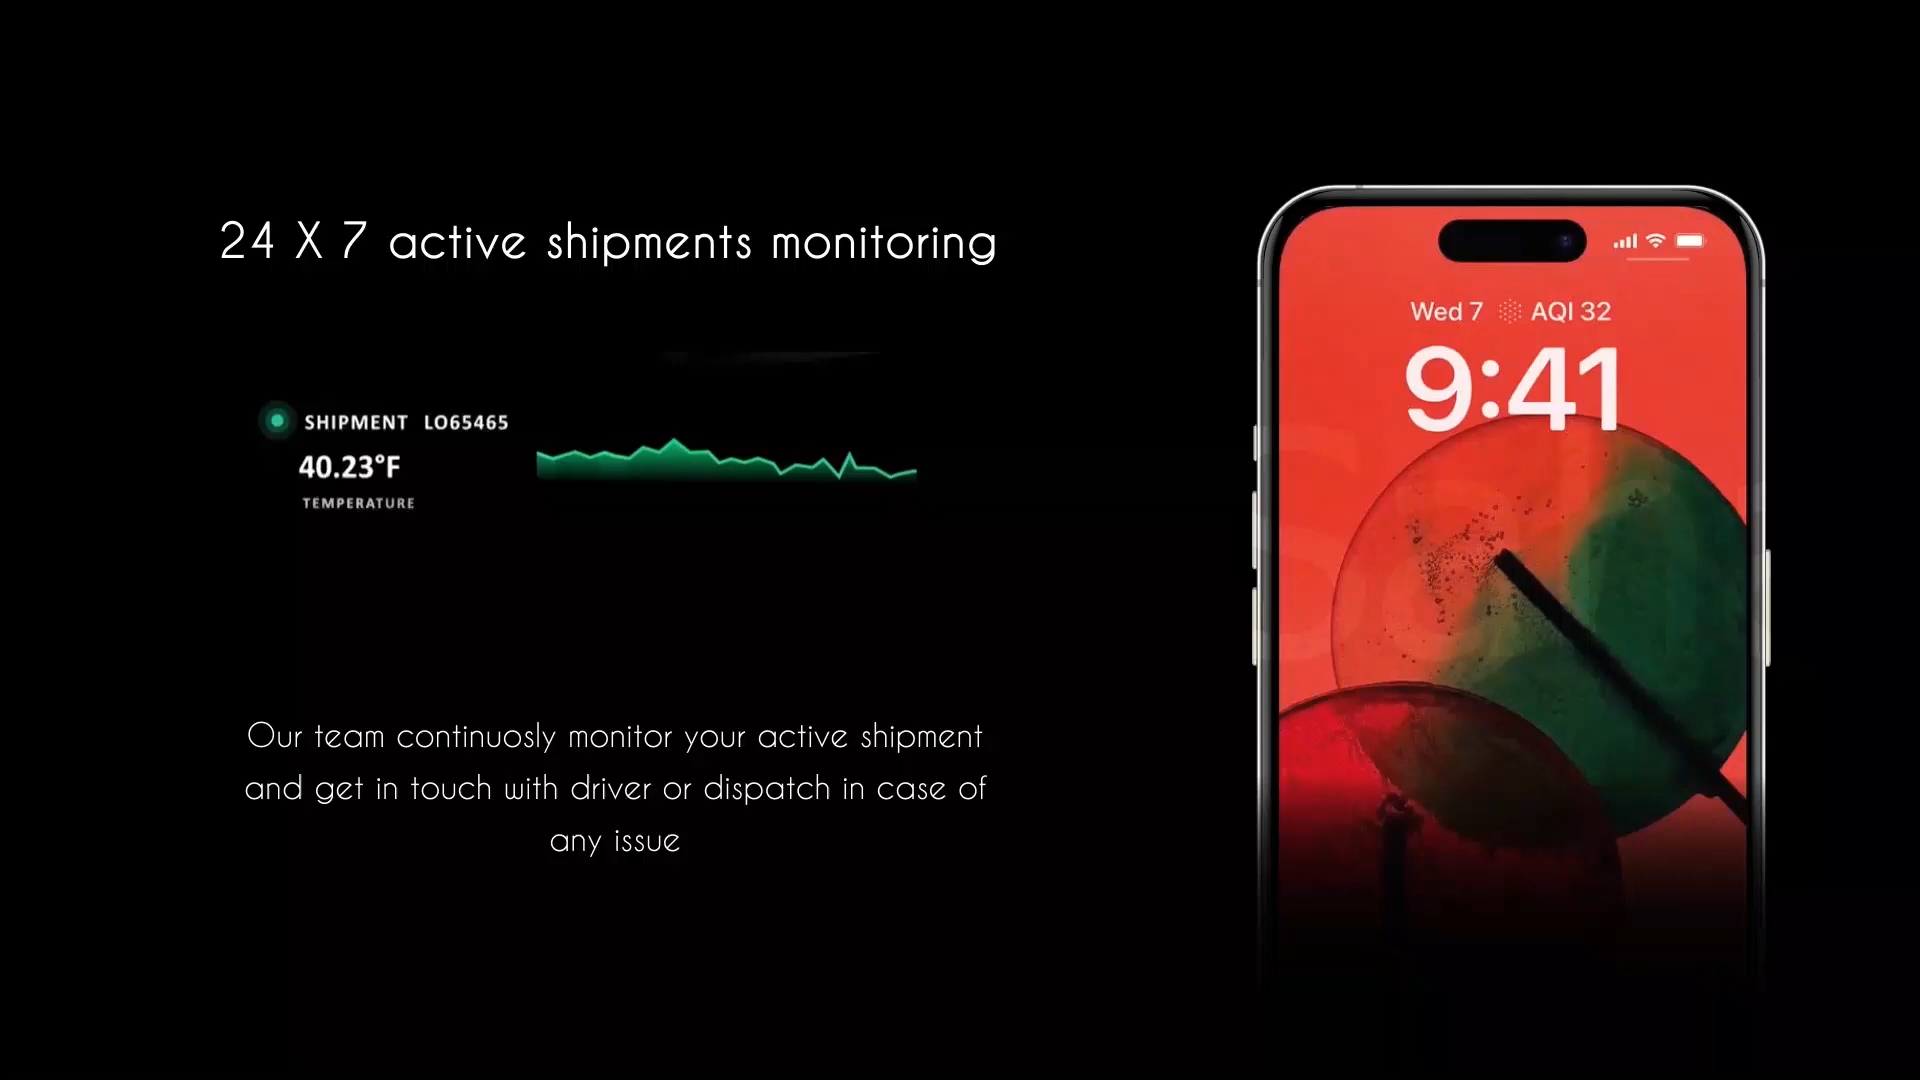 24 X 7 active shipments monitoring
SHIPMENT LO65465
40.23°F
TEMPERATURE
Our team continuosly monitor your active shipment
and get in touch with driver or dispatch in case of
any issue
Wed 7 AQI 32
9:41